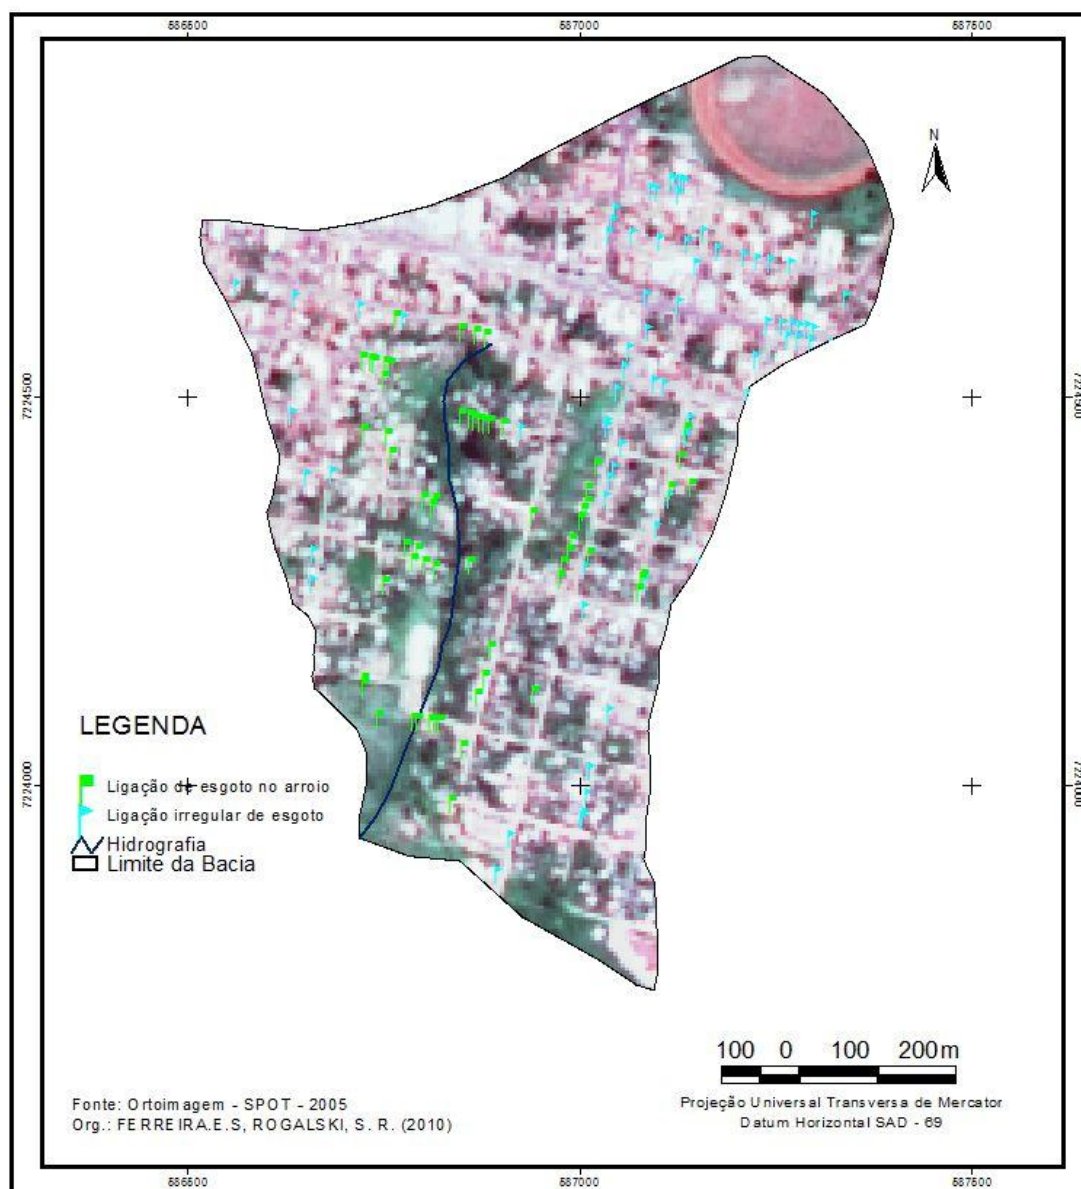 586500 587000 587500
N
7224500
7224500
LEGENDA
Ligação de esgoto no arroio
Ligação irregular de esgoto
Hidrografia
Limite da Bacia
7224000
7224000
100 0 100 200m
Projeção Universal Transversa de Mercator
Datum Horizontal SAD - 69
Fonte: Ortoimagem - SPOT - 2005
Org.: FERREIRA.E.S, ROGALSKI, S. R. (2010)
586500 587000 587500